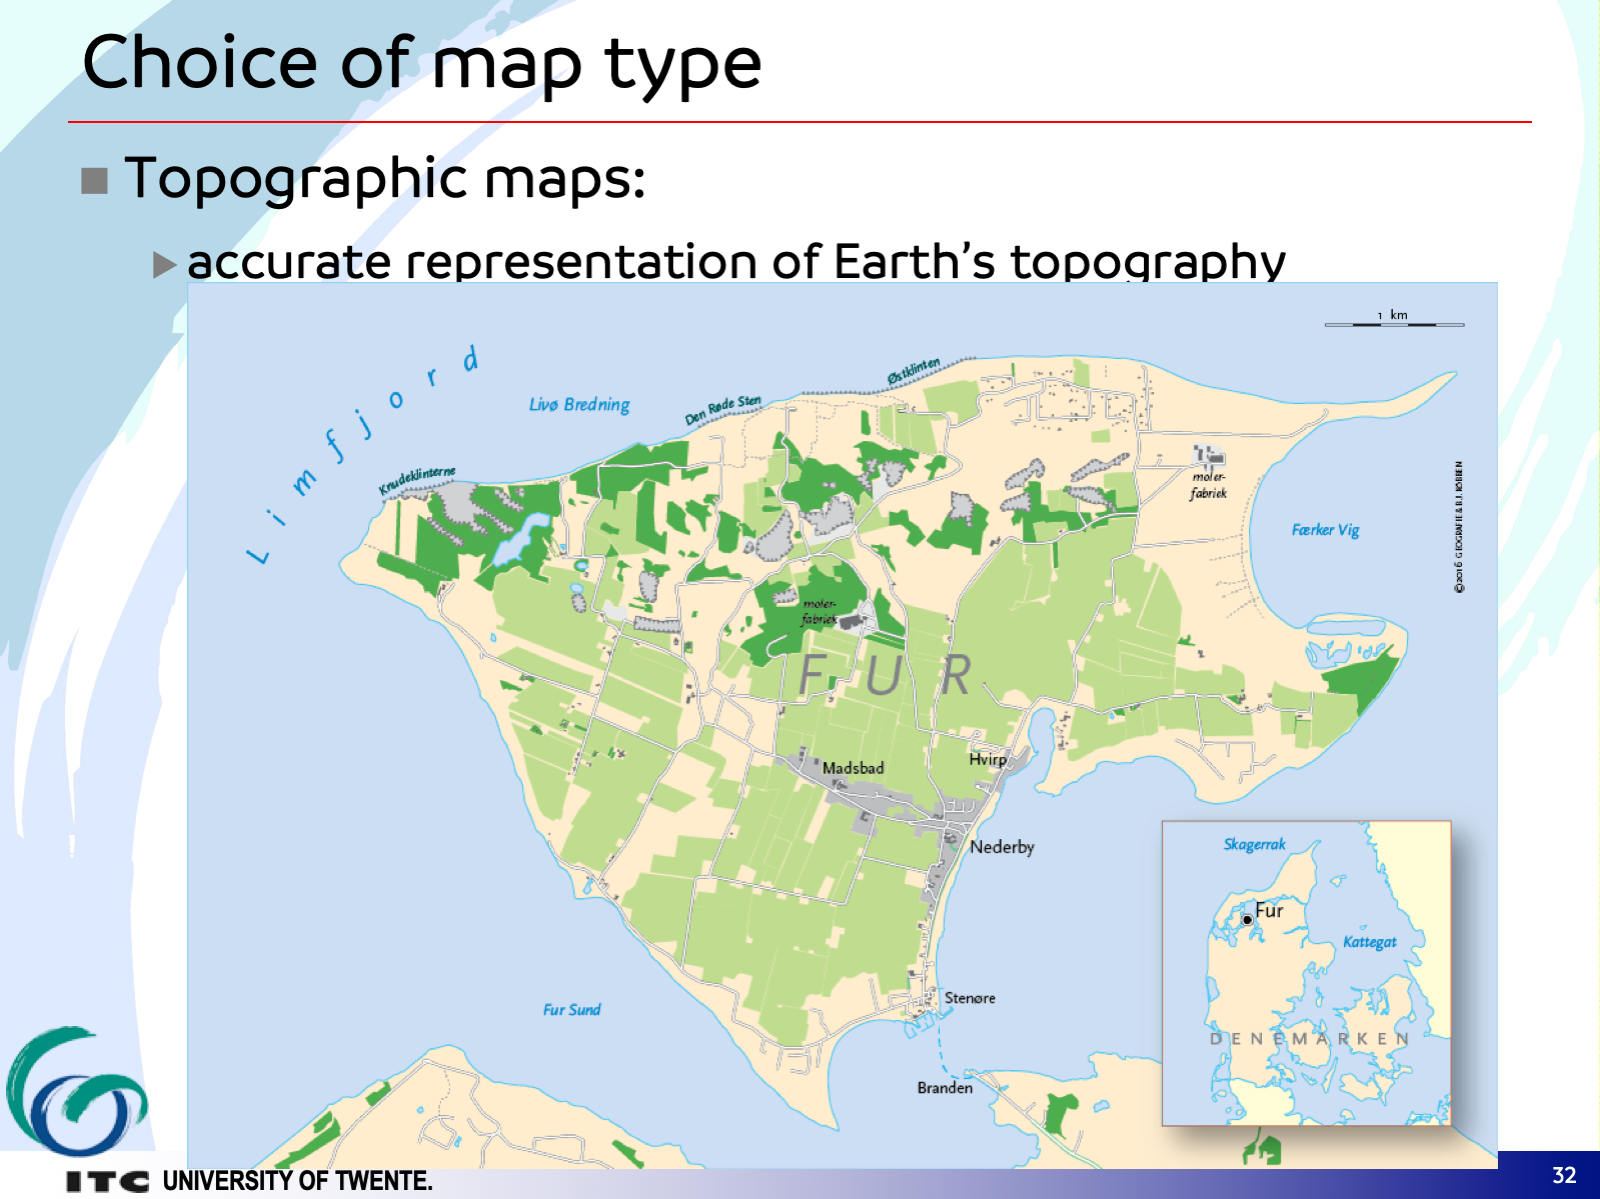 Choice of map type
Topographic maps:
accurate representation of Earth's topography
1 km
Limfjord
Livø Bredning
Den Røde Sten
Østklinten
Knudeklinterne
moler-
fabriek
Færker Vig
©2016 GEOGRAFIE & B.J. KÖBBEN
moler-
fabriek
FUR
Madsbad
Hvirp
Nederby
Skagerrak
Fur
Kattegat
DENEMARKEN
Stenøre
Fur Sund
Branden
ITC UNIVERSITY OF TWENTE.
32